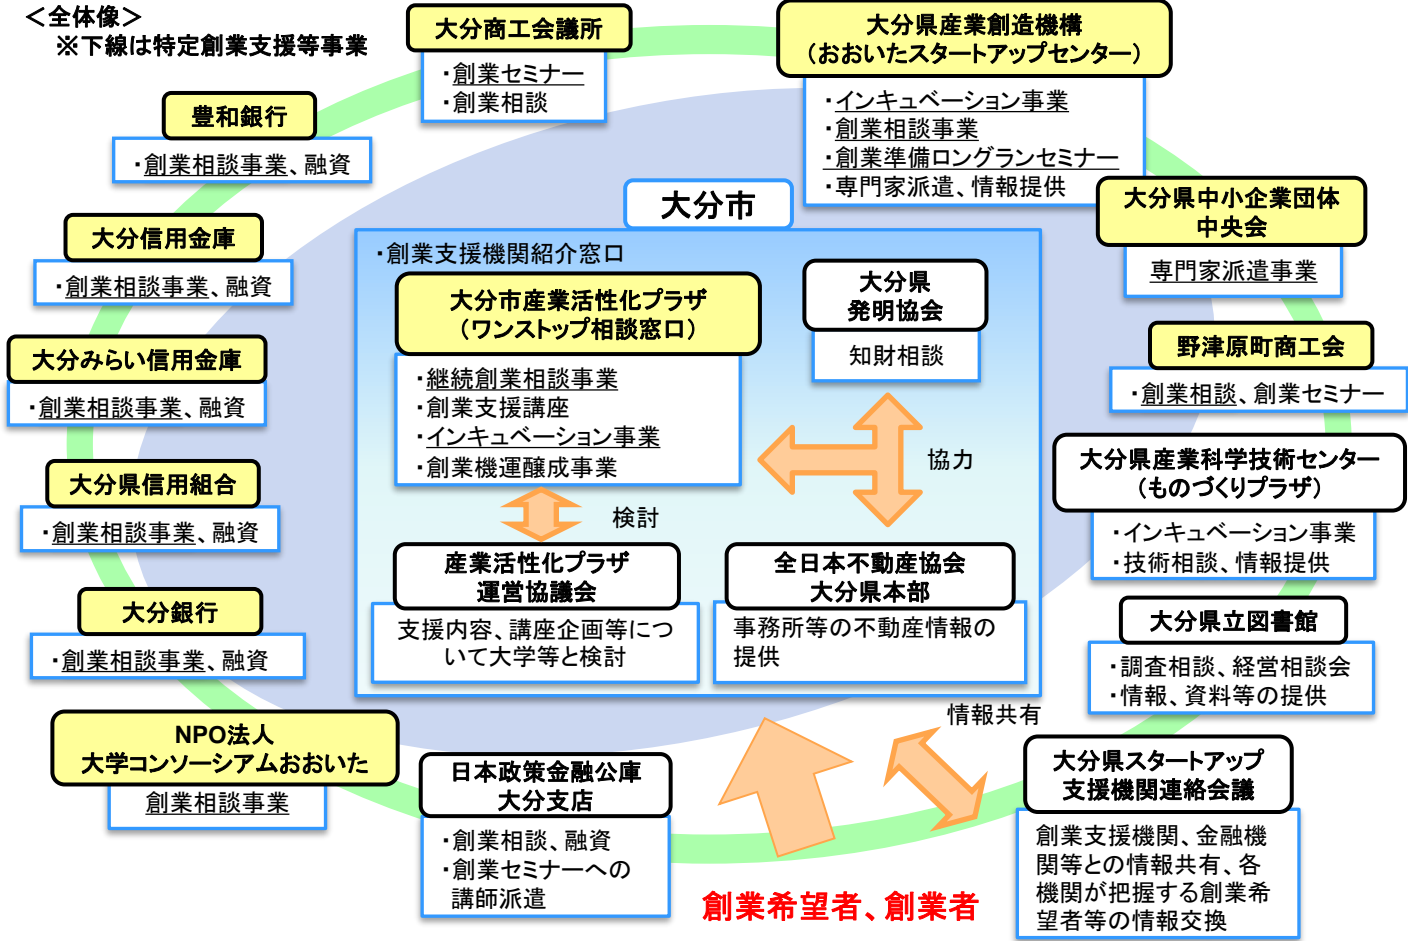 ＜全体像＞
※下線は特定創業支援等事業
大分商工会議所
・創業セミナー
・創業相談
大分県産業創造機構
（おおいたスタートアップセンター）
・インキュベーション事業
・創業相談事業
・創業準備ロングランセミナー
・専門家派遣、情報提供
豊和銀行
・創業相談事業、融資
大分県中小企業団体
中央会
専門家派遣事業
大分信用金庫
・創業相談事業、融資
大分市
・創業支援機関紹介窓口
大分市産業活性化プラザ
（ワンストップ相談窓口）
・継続創業相談事業
・創業支援講座
・インキュベーション事業
・創業機運醸成事業
大分県
発明協会
知財相談
協力
検討
産業活性化プラザ
運営協議会
支援内容、講座企画等につ
いて大学等と検討
全日本不動産協会
大分県本部
事務所等の不動産情報の
提供
野津原町商工会
・創業相談、創業セミナー
大分みらい信用金庫
・創業相談事業、融資
大分県産業科学技術センター
（ものづくりプラザ）
・インキュベーション事業
・技術相談、情報提供
大分県信用組合
・創業相談事業、融資
大分県立図書館
・調査相談、経営相談会
・情報、資料等の提供
大分銀行
・創業相談事業、融資
情報共有
NPO法人
大学コンソーシアムおおいた
創業相談事業
日本政策金融公庫
大分支店
・創業相談、融資
・創業セミナーへの
講師派遣
大分県スタートアップ
支援機関連絡会議
創業支援機関、金融機
関等との情報共有、各
機関が把握する創業希
望者等の情報交換
創業希望者、創業者